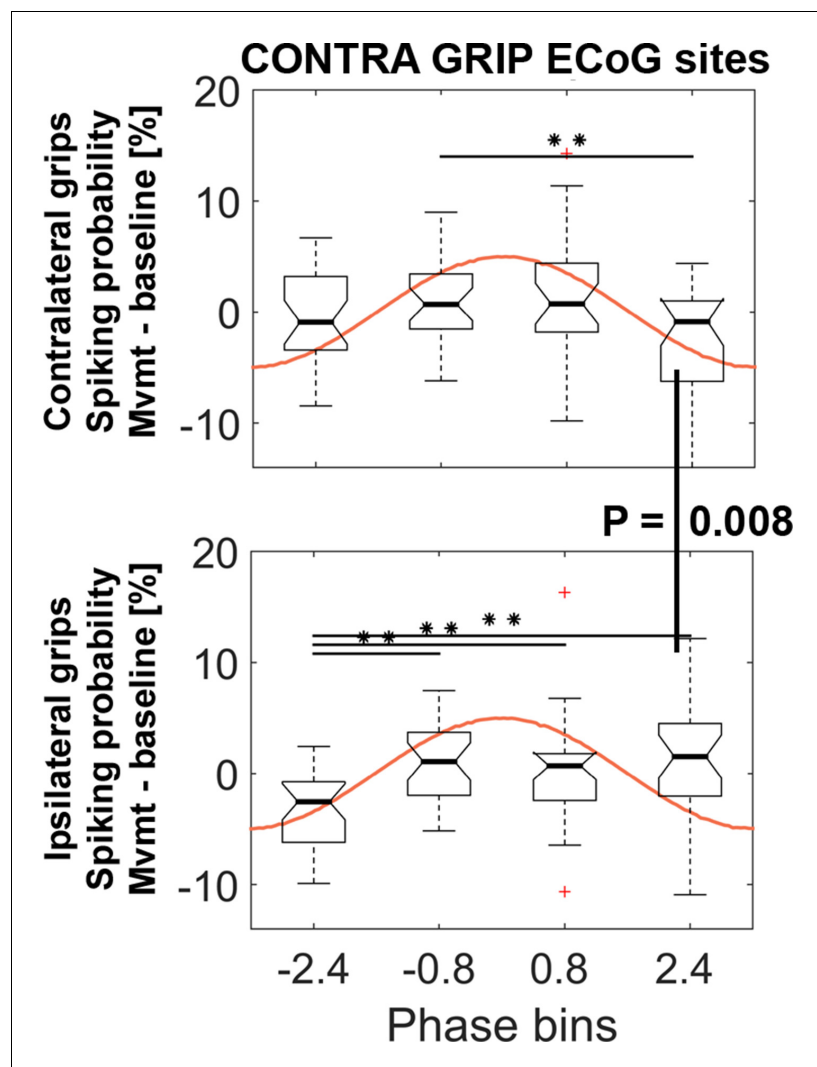 CONTRA GRIP ECoG sites
Contralateral grips
Spiking probability
Mvmt - baseline [%]
20
10
0
-10
* *
P = 0.008
Ipsilateral grips
Spiking probability
Mvmt - baseline [%]
20
10
0
-10
* *
* *
* *
-2.4 -0.8 0.8 2.4
Phase bins